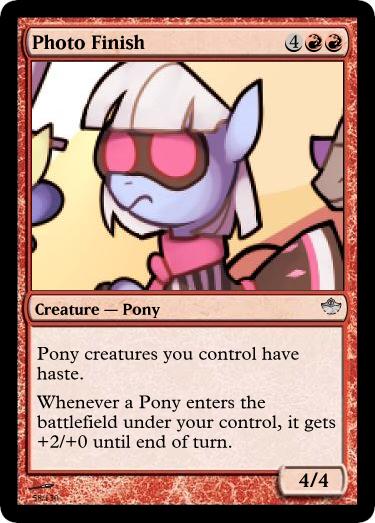 Photo Finish 4
Creature — Pony
Pony creatures you control have
haste.
Whenever a Pony enters the
battlefield under your control, it gets
+2/+0 until end of turn.
4/4